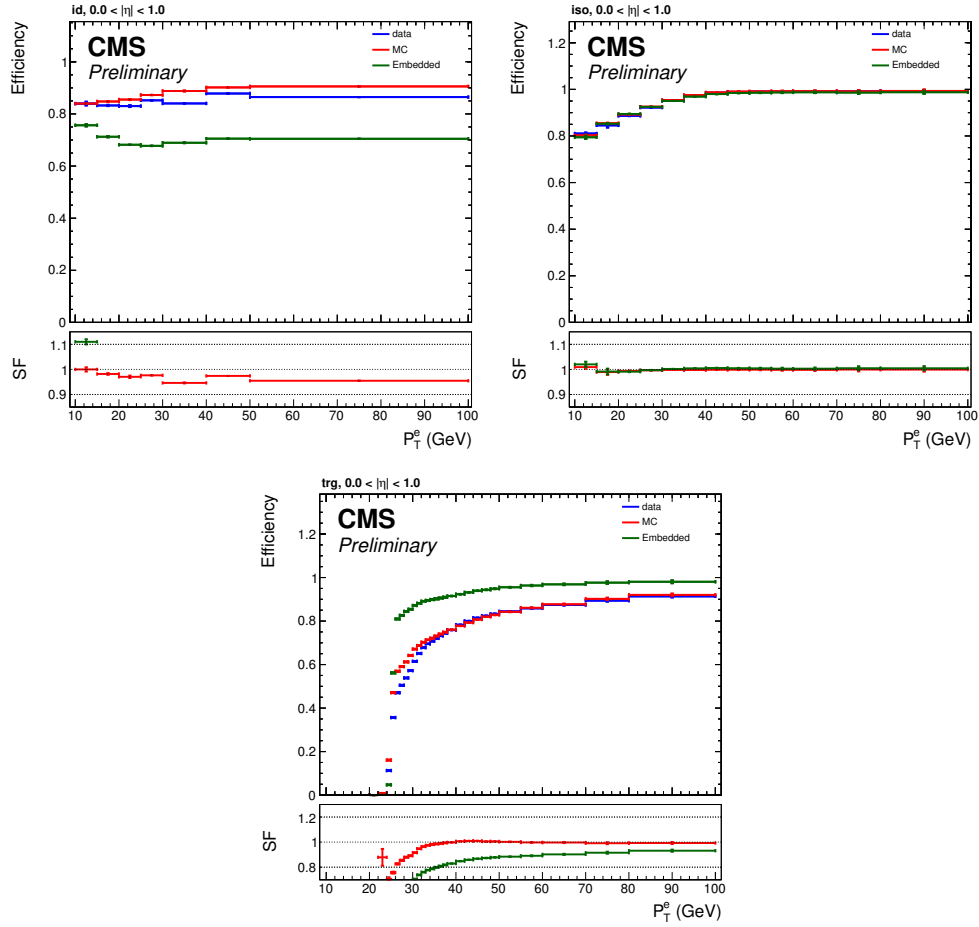 id, 0.0 < |η| < 1.0
Efficiency
CMS
Preliminary
data
MC
Embedded
1
0.8
0.6
0.4
0.2
0
SF
1.1
1
0.9
10 20 30 40 50 60 70 80 90 100
P_T^e (GeV)
iso, 0.0 < |η| < 1.0
Efficiency
CMS
Preliminary
data
MC
Embedded
1.2
1
0.8
0.6
0.4
0.2
0
SF
1.1
1
0.9
10 20 30 40 50 60 70 80 90 100
P_T^e (GeV)
trg, 0.0 < |η| < 1.0
Efficiency
CMS
Preliminary
data
MC
Embedded
1.2
1
0.8
0.6
0.4
0.2
0
SF
1.2
1
0.8
10 20 30 40 50 60 70 80 90 100
P_T^e (GeV)